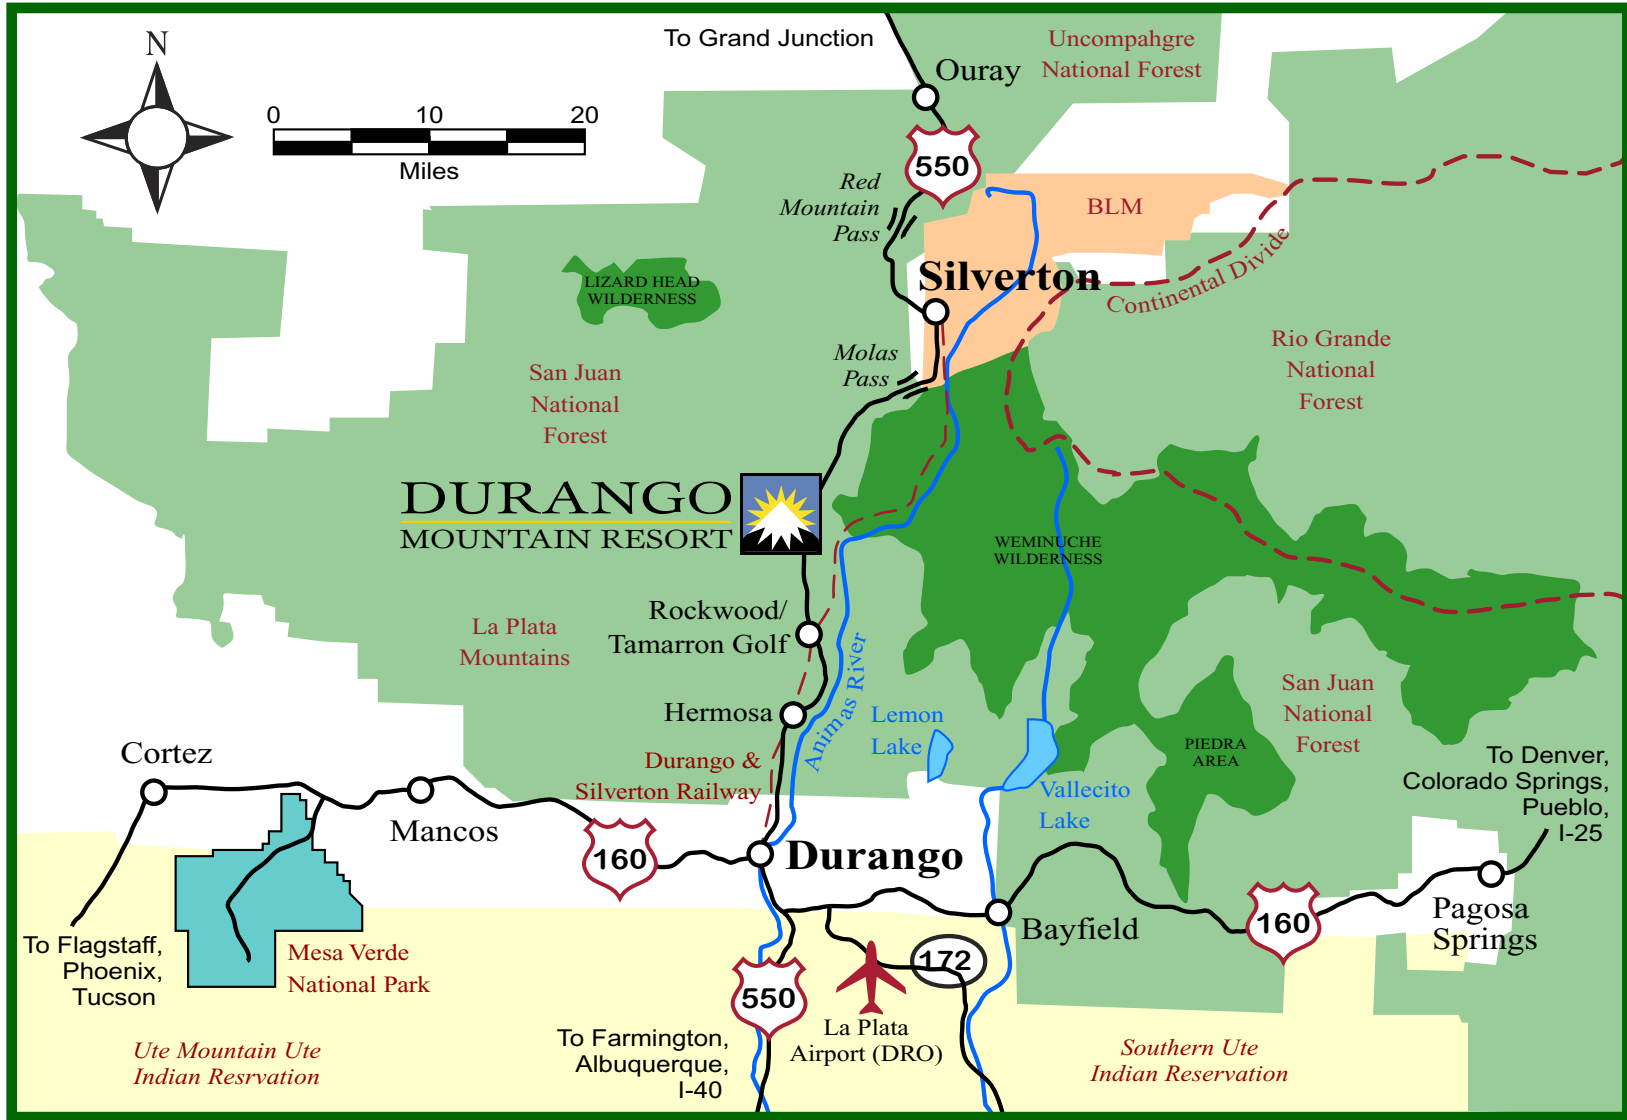 To Grand Junction
Uncompahgre
National Forest
N
Ouray
0 10 20
Miles
550
Red
Mountain
Pass
BLM
Silverton
Continental Divide
LIZARD HEAD
WILDERNESS
Rio Grande
National
Forest
Molas
Pass
San Juan
National
Forest
DURANGO
MOUNTAIN RESORT
WEMINUCHE
WILDERNESS
Rockwood/
Tamarron Golf
La Plata
Mountains
Animas River
Hermosa
Lemon
Lake
San Juan
National
Forest
PIEDRA
AREA
Cortez
Durango &
Silverton Railway
Vallecito
Lake
To Denver,
Colorado Springs,
Pueblo,
I-25
Mancos
160
Durango
Bayfield
160
Pagosa
Springs
To Flagstaff,
Phoenix,
Tucson
Mesa Verde
National Park
172
550
La Plata
Airport (DRO)
To Farmington,
Albuquerque,
I-40
Ute Mountain Ute
Indian Resrvation
Southern Ute
Indian Reservation